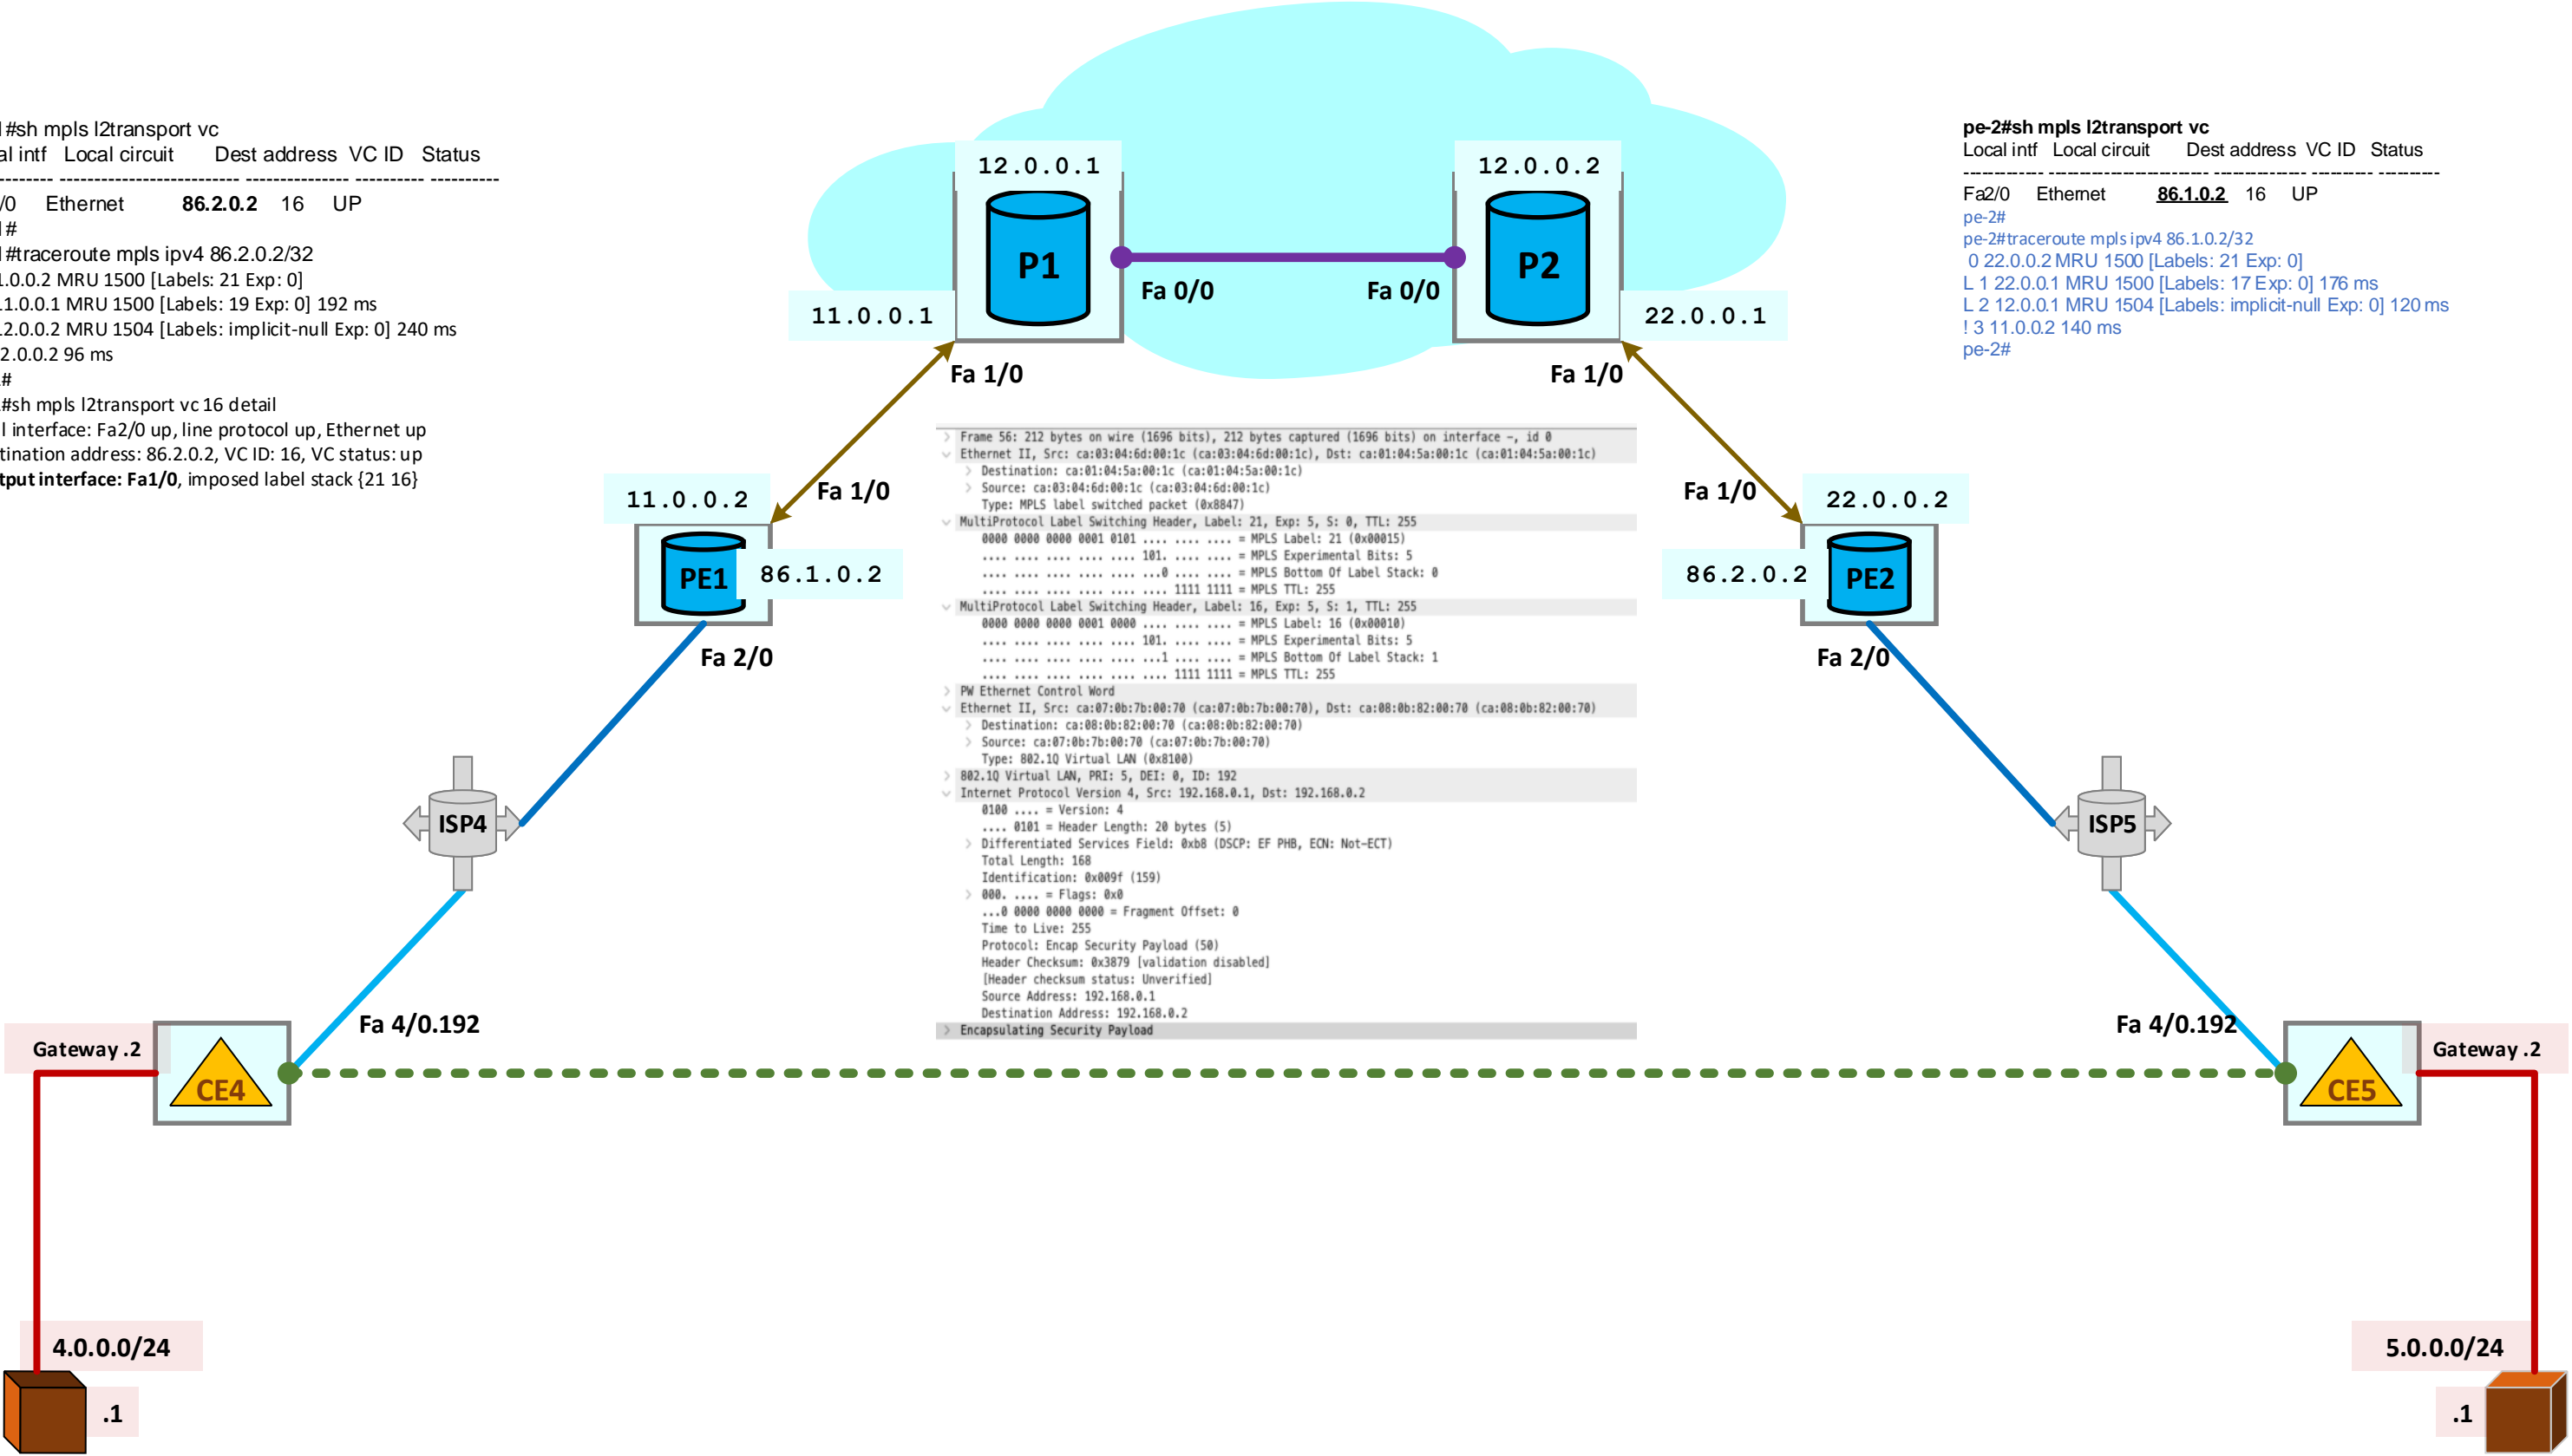 #sh mpls l2transport vc
al intf Local circuit Dest address VC ID Status
-------- -------------------------- --------------- ---------- ----------
/0 Ethernet 86.2.0.2 16 UP
#
#traceroute mpls ipv4 86.2.0.2/32
1.0.0.2 MRU 1500 [Labels: 21 Exp: 0]
11.0.0.1 MRU 1500 [Labels: 19 Exp: 0] 192 ms
12.0.0.2 MRU 1504 [Labels: implicit-null Exp: 0] 240 ms
2.0.0.2 96 ms
#
#sh mpls l2transport vc 16 detail
l interface: Fa2/0 up, line protocol up, Ethernet up
tination address: 86.2.0.2, VC ID: 16, VC status: up
tput interface: Fa1/0, imposed label stack {21 16}
12.0.0.1
12.0.0.2
P1
P2
Fa 0/0
Fa 0/0
11.0.0.1
22.0.0.1
Fa 1/0
Fa 1/0
pe-2#sh mpls l2transport vc
Local intf Local circuit Dest address VC ID Status
------------- -------------------------- --------------- ---------- ----------
Fa2/0 Ethernet 86.1.0.2 16 UP
pe-2#
pe-2#traceroute mpls ipv4 86.1.0.2/32
0 22.0.0.2 MRU 1500 [Labels: 21 Exp: 0]
L 1 22.0.0.1 MRU 1500 [Labels: 17 Exp: 0] 176 ms
L 2 12.0.0.1 MRU 1504 [Labels: implicit-null Exp: 0] 120 ms
! 3 11.0.0.2 140 ms
pe-2#
11.0.0.2
Fa 1/0
PE1
86.1.0.2
Fa 2/0
Fa 1/0
22.0.0.2
86.2.0.2
PE2
Fa 2/0
Frame 56: 212 bytes on wire (1696 bits), 212 bytes captured (1696 bits) on interface -, id 0
Ethernet II, Src: ca:03:04:6d:00:1c (ca:03:04:6d:00:1c), Dst: ca:01:04:5a:00:1c (ca:01:04:5a:00:1c)
Destination: ca:01:04:5a:00:1c (ca:01:04:5a:00:1c)
Source: ca:03:04:6d:00:1c (ca:03:04:6d:00:1c)
Type: MPLS label switched packet (0x8847)
MultiProtocol Label Switching Header, Label: 21, Exp: 5, S: 0, TTL: 255
0000 0000 0000 0001 0101 .... .... .... = MPLS Label: 21 (0x00015)
.... .... .... .... .... 101. .... .... = MPLS Experimental Bits: 5
.... .... .... .... .... ...0 .... .... = MPLS Bottom Of Label Stack: 0
.... .... .... .... .... .... 1111 1111 = MPLS TTL: 255
MultiProtocol Label Switching Header, Label: 16, Exp: 5, S: 1, TTL: 255
0000 0000 0000 0001 0000 .... .... .... = MPLS Label: 16 (0x00010)
.... .... .... .... .... 101. .... .... = MPLS Experimental Bits: 5
.... .... .... .... .... ...1 .... .... = MPLS Bottom Of Label Stack: 1
.... .... .... .... .... .... 1111 1111 = MPLS TTL: 255
PW Ethernet Control Word
Ethernet II, Src: ca:07:0b:7b:00:70 (ca:07:0b:7b:00:70), Dst: ca:08:0b:82:00:70 (ca:08:0b:82:00:70)
Destination: ca:08:0b:82:00:70 (ca:08:0b:82:00:70)
Source: ca:07:0b:7b:00:70 (ca:07:0b:7b:00:70)
Type: 802.1Q Virtual LAN (0x8100)
802.1Q Virtual LAN, PRI: 5, DEI: 0, ID: 192
Internet Protocol Version 4, Src: 192.168.0.1, Dst: 192.168.0.2
0100 .... = Version: 4
.... 0101 = Header Length: 20 bytes (5)
Differentiated Services Field: 0xb8 (DSCP: EF PHB, ECN: Not-ECT)
Total Length: 168
Identification: 0x009f (159)
000. .... = Flags: 0x0
...0 0000 0000 0000 = Fragment Offset: 0
Time to Live: 255
Protocol: Encap Security Payload (50)
Header Checksum: 0x3879 [validation disabled]
[Header checksum status: Unverified]
Source Address: 192.168.0.1
Destination Address: 192.168.0.2
Encapsulating Security Payload
ISP4
ISP5
Fa 4/0.192
Fa 4/0.192
Gateway .2
CE4
Gateway .2
CE5
4.0.0.0/24
.1
5.0.0.0/24
.1